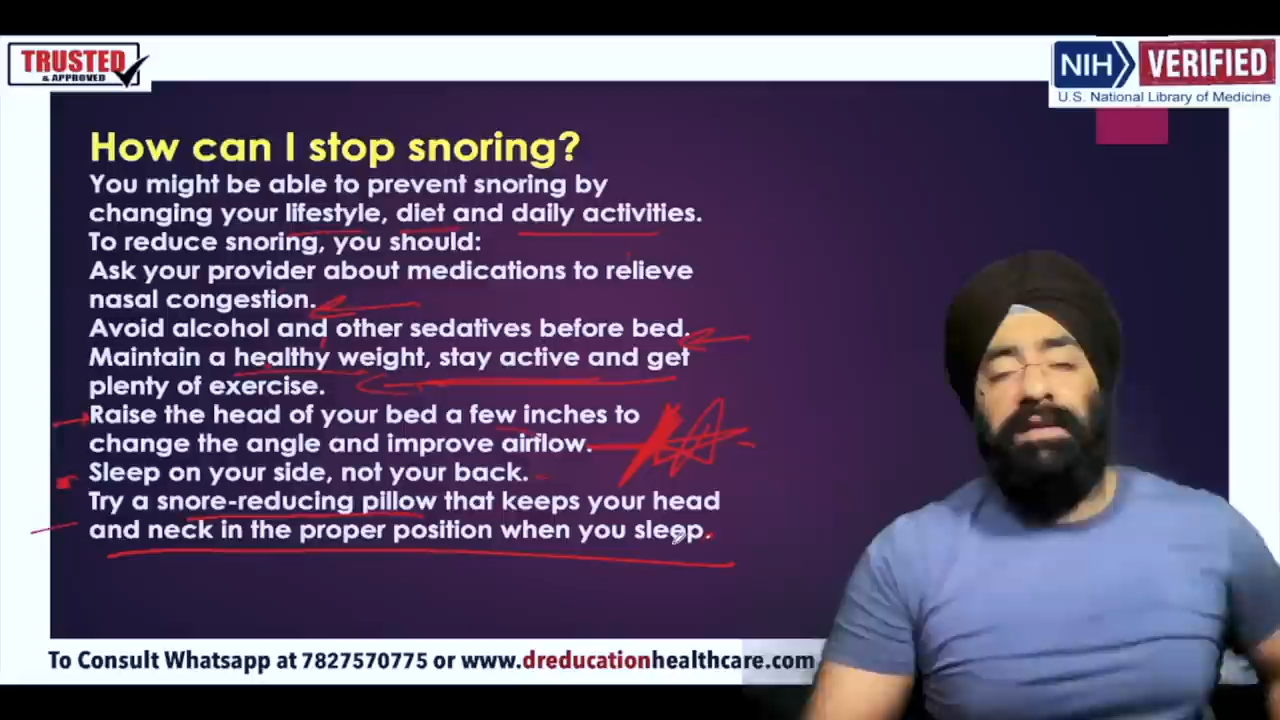 TRUSTED
& APPROVED
NIH VERIFIED
U.S. National Library of Medicine
How can I stop snoring?
You might be able to prevent snoring by
changing your lifestyle, diet and daily activities.
To reduce snoring, you should:
Ask your provider about medications to relieve
nasal congestion.
Avoid alcohol and other sedatives before bed.
Maintain a healthy weight, stay active and get
plenty of exercise.
Raise the head of your bed a few inches to
change the angle and improve airflow.
Sleep on your side, not your back.
Try a snore-reducing pillow that keeps your head
and neck in the proper position when you sleep.
To Consult Whatsapp at 7827570775 or www.dreducationhealthcare.com